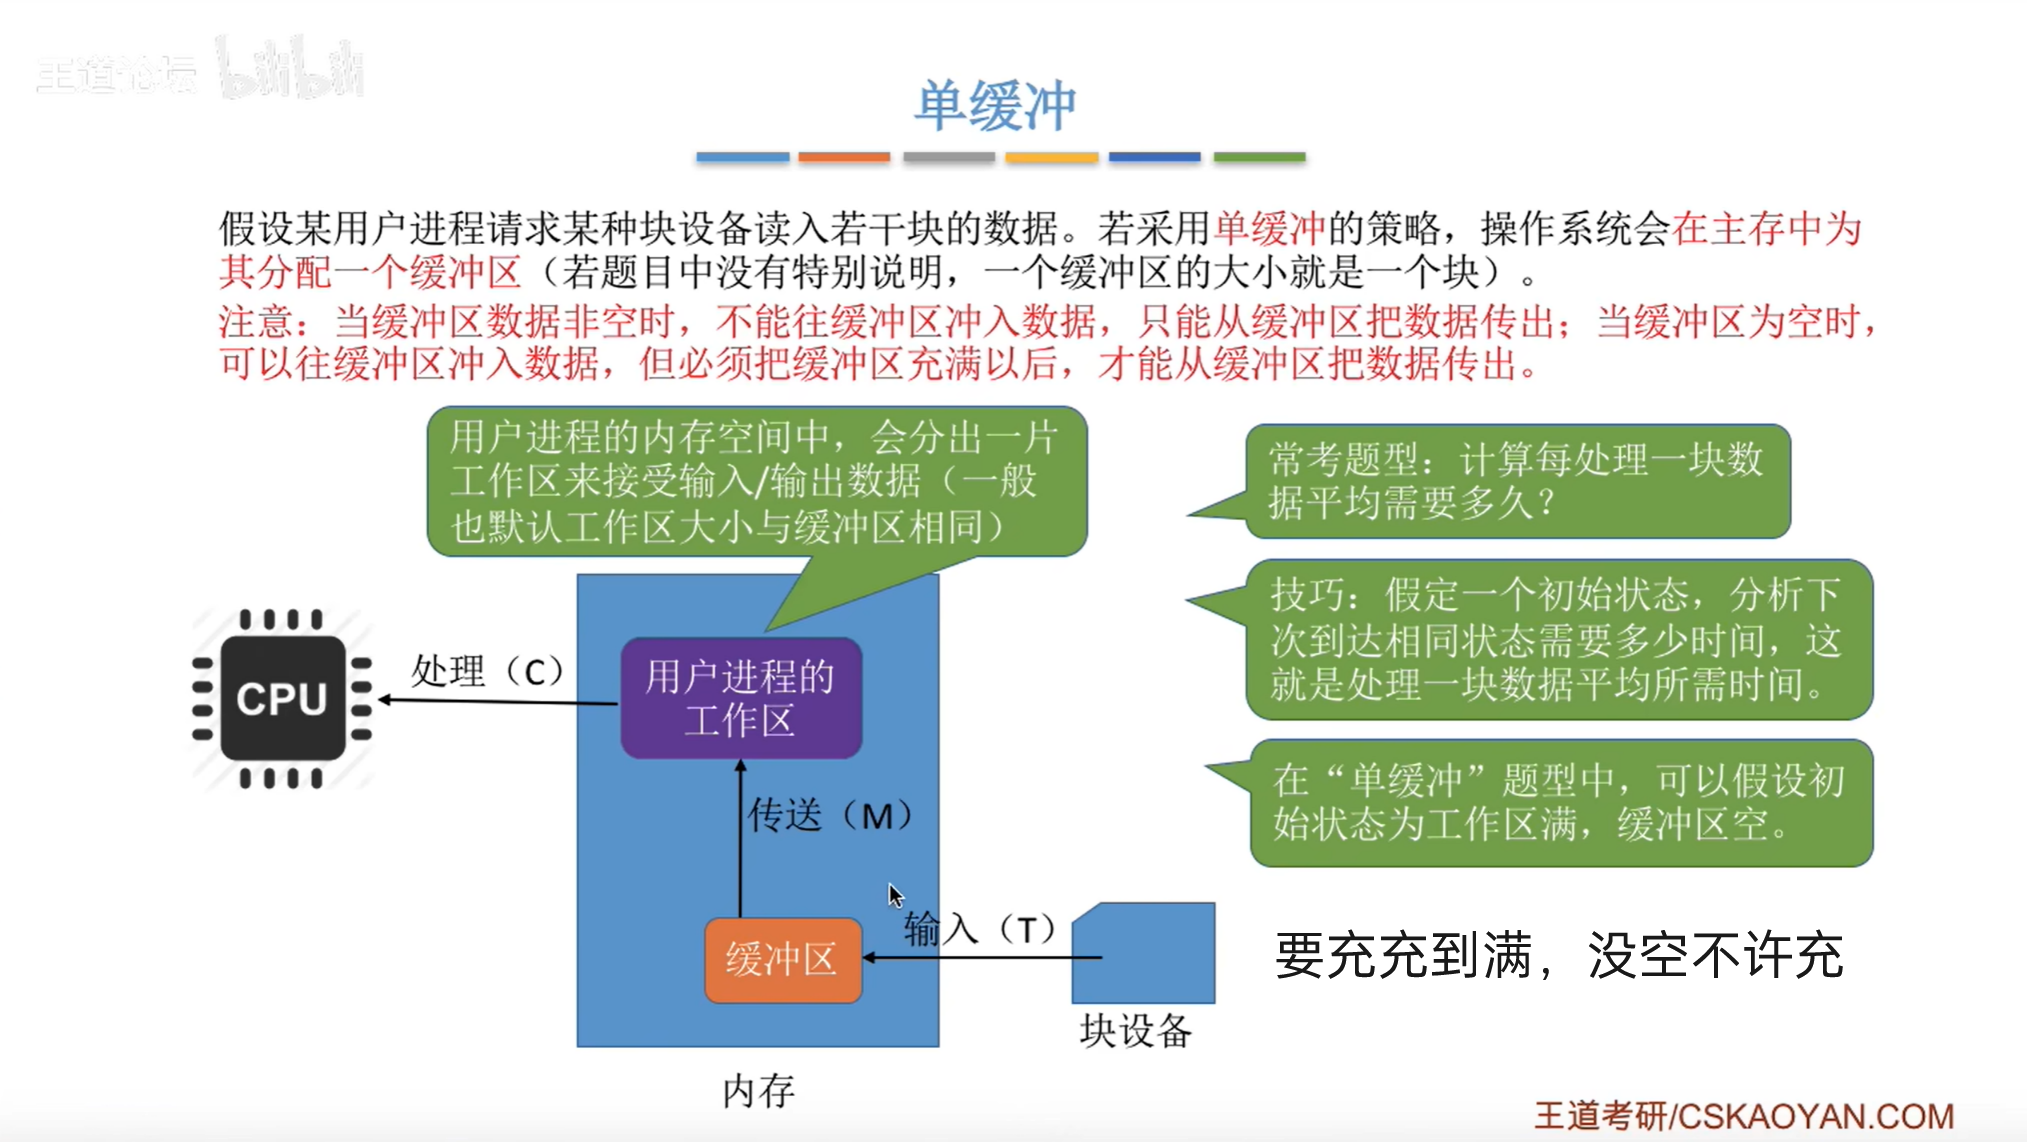 王道论坛 bilibili
单缓冲
假设某用户进程请求某种块设备读入若干块的数据。若采用单缓冲的策略，操作系统会在主存中为
其分配一个缓冲区（若题目中没有特别说明，一个缓冲区的大小就是一个块）。
注意：当缓冲区数据非空时，不能往缓冲区冲入数据，只能从缓冲区把数据传出；当缓冲区为空时，
可以往缓冲区冲入数据，但必须把缓冲区充满以后，才能从缓冲区把数据传出。
用户进程的内存空间中，会分出一片
工作区来接受输入/输出数据（一般
也默认工作区大小与缓冲区相同）
常考题型：计算每处理一块数
据平均需要多久？
技巧：假定一个初始状态，分析下
次到达相同状态需要多少时间，这
就是处理一块数据平均所需时间。
在“单缓冲”题型中，可以假设初
始状态为工作区满，缓冲区空。
CPU
处理（C）
用户进程的
工作区
传送（M）
缓冲区
输入（T）
块设备
内存
要充充到满，没空不许充
王道考研/CSKAOYAN.COM